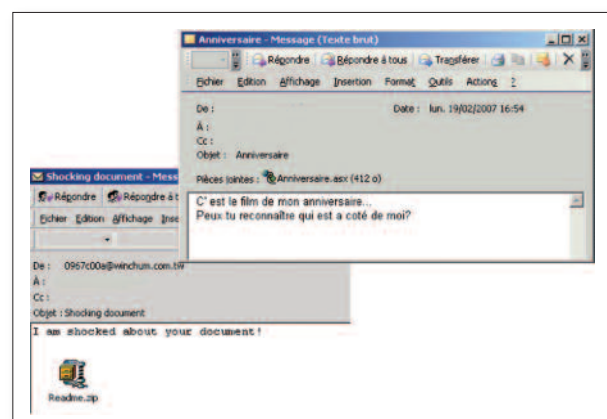 Anniversaire - Message (Texte brut)
Répondre Répondre à tous Transférer
Fichier Edition Affichage Insertion Format Outils Actions ?
De : Date : lun. 19/02/2007 16:54
À :
Cc :
Objet : Anniversaire
Pièces jointes : Anniversaire.asx (412 o)
C' est le film de mon anniversaire...
Peux tu reconnaître qui est a coté de moi?
Shocking document - Mess
Répondre Répondre à t
Fichier Edition Affichage Inse
De : 0967c00a@winchum.com.tw
À :
Cc :
Objet : Shocking document
I am shocked about your document!
Readme.zip